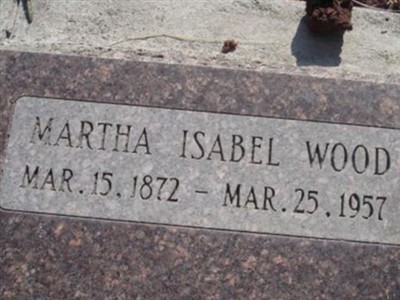 MARTHA ISABEL WOOD
MAR. 15. 1872 – MAR. 25. 1957